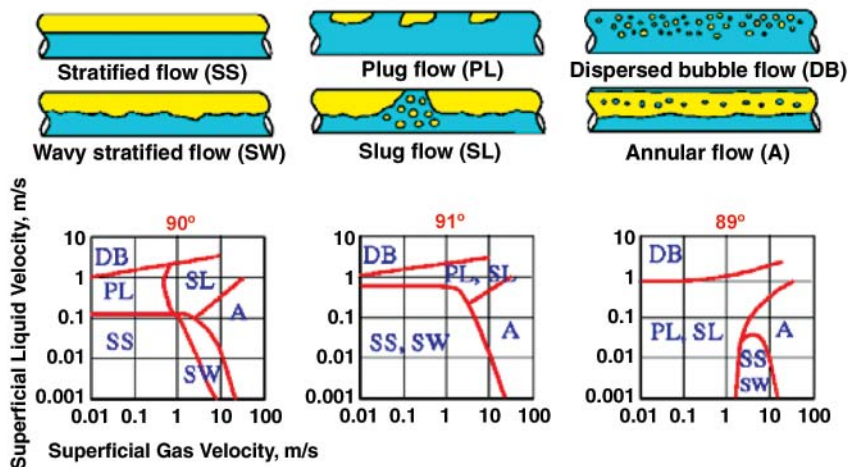 Stratified flow (SS)
Plug flow (PL)
Dispersed bubble flow (DB)
Wavy stratified flow (SW)
Slug flow (SL)
Annular flow (A)
Superficial Liquid Velocity, m/s
90º
10
1
0.1
0.01
0.001
DB
PL
SL
A
SS
SW
0.01 0.1 1 10 100
91º
10
1
0.1
0.01
0.001
DB
PL, SL
SS, SW
A
0.01 0.1 1 10 100
89º
10
1
0.1
0.01
0.001
DB
PL, SL
A
SS
SW
0.01 0.1 1 10 100
Superficial Gas Velocity, m/s